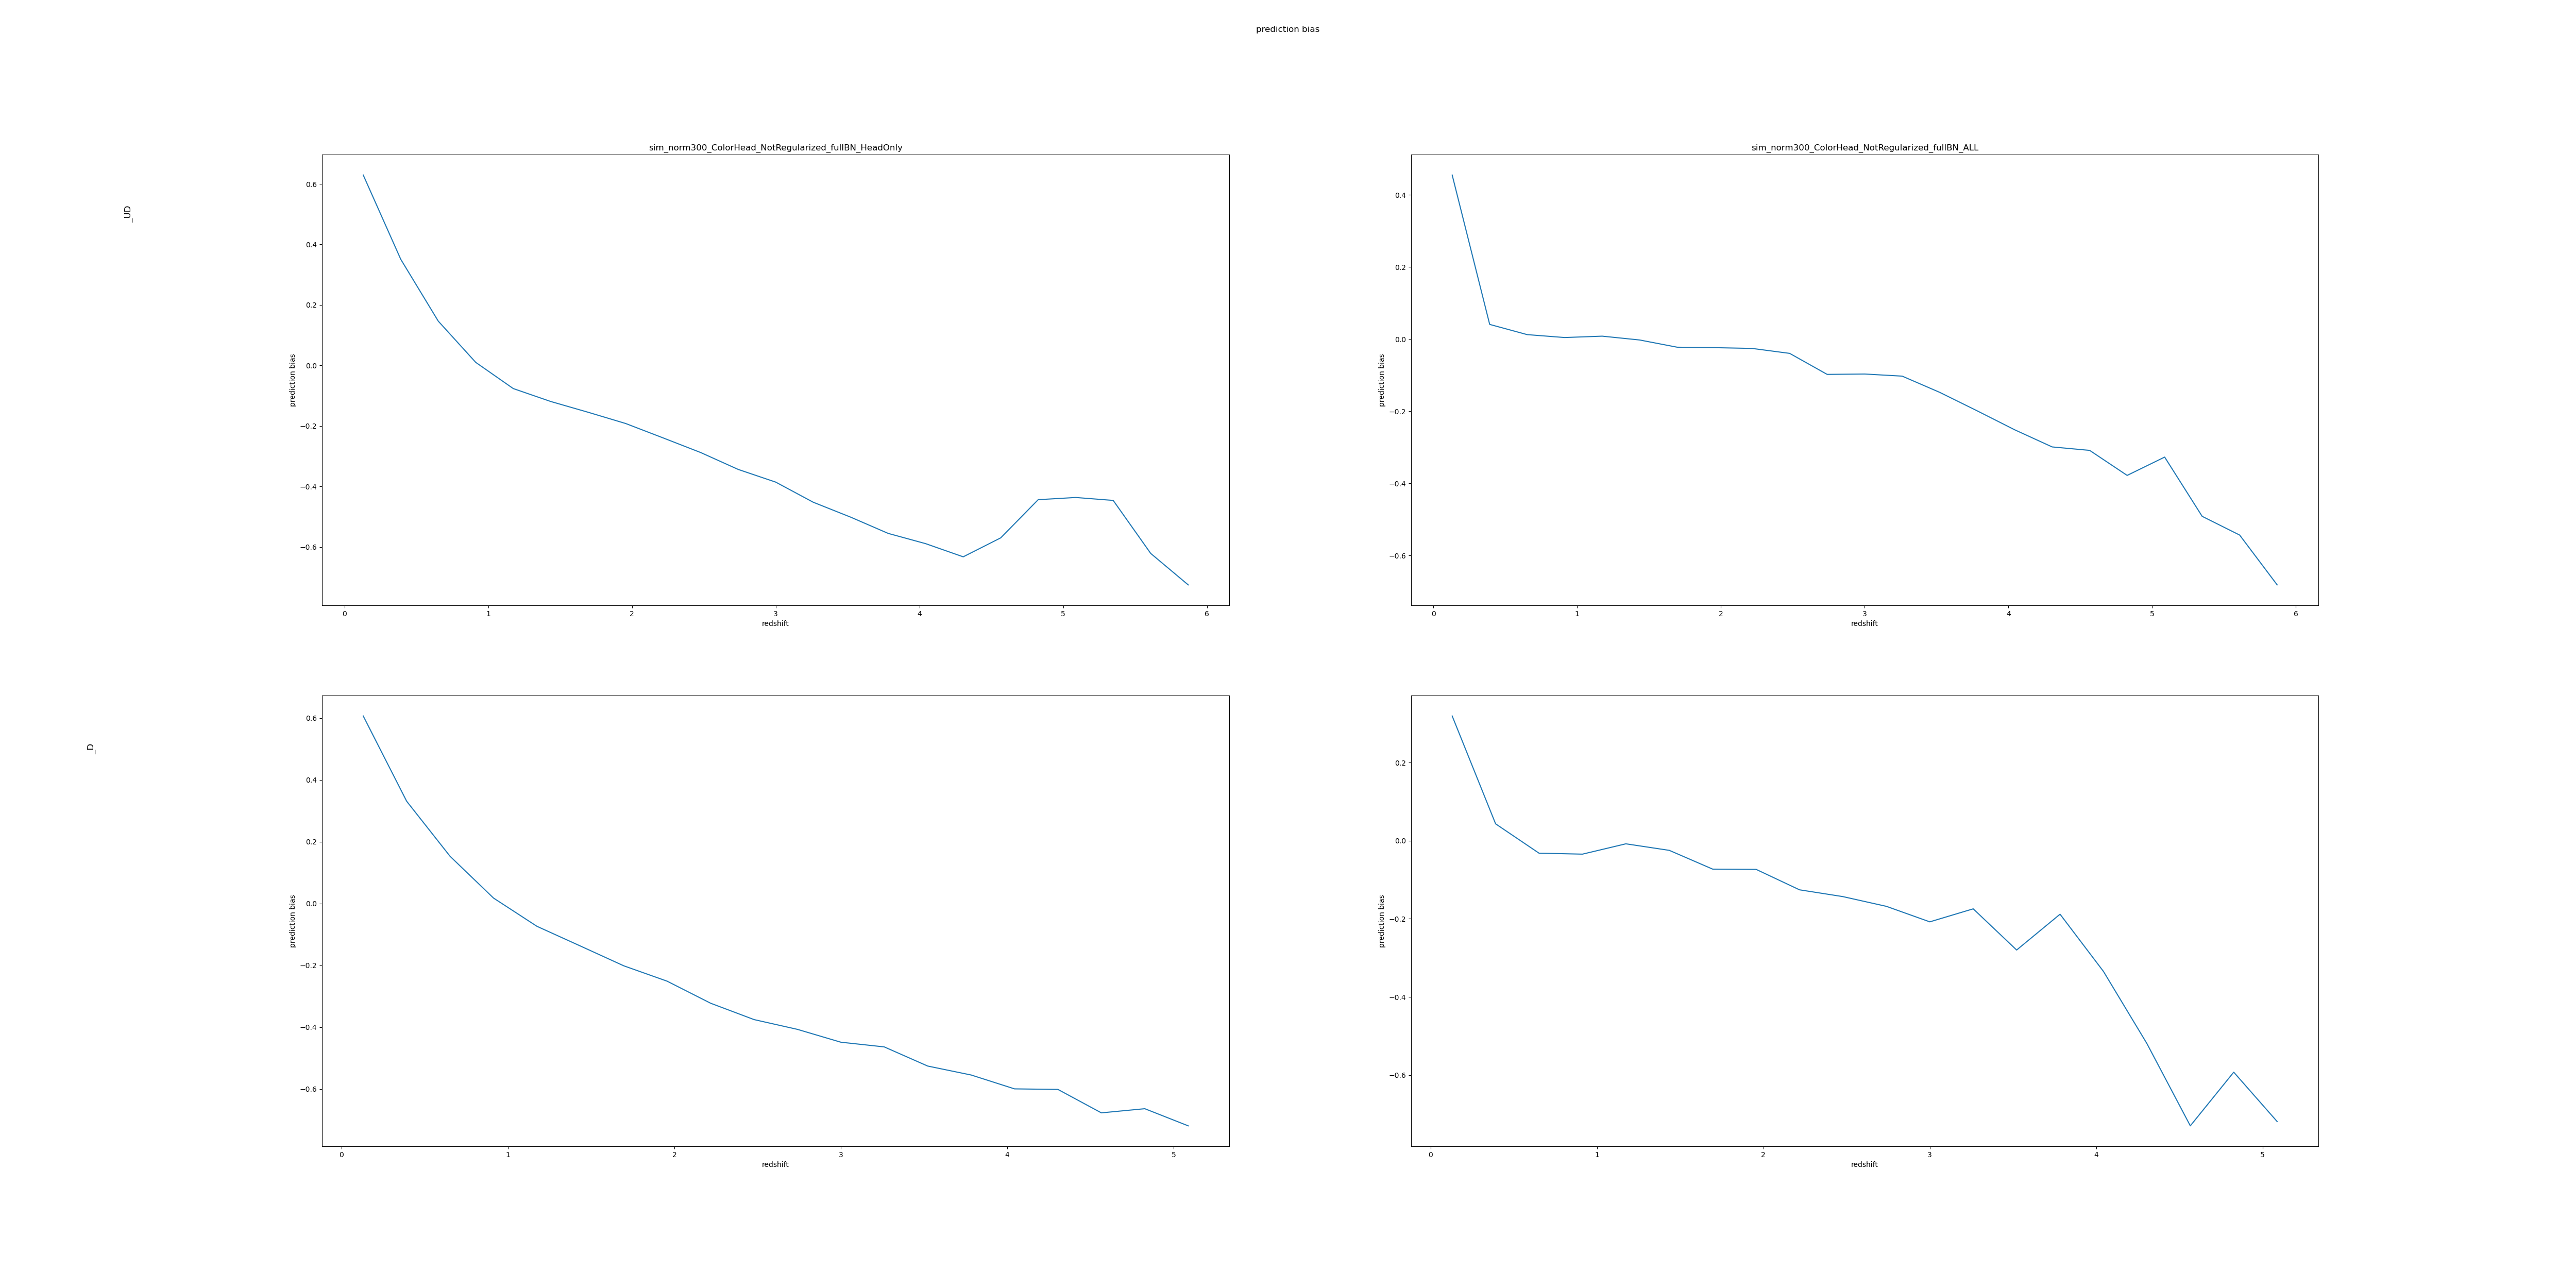 prediction bias
sim_norm300_ColorHead_NotRegularized_fullBN_HeadOnly
sim_norm300_ColorHead_NotRegularized_fullBN_ALL
_UD
prediction bias
0.6
0.4
0.2
0.0
−0.2
−0.4
−0.6
0 1 2 3 4 5 6
redshift
prediction bias
0.4
0.2
0.0
−0.2
−0.4
−0.6
0 1 2 3 4 5 6
redshift
_D
prediction bias
0.6
0.4
0.2
0.0
−0.2
−0.4
−0.6
0 1 2 3 4 5
redshift
prediction bias
0.2
0.0
−0.2
−0.4
−0.6
0 1 2 3 4 5
redshift